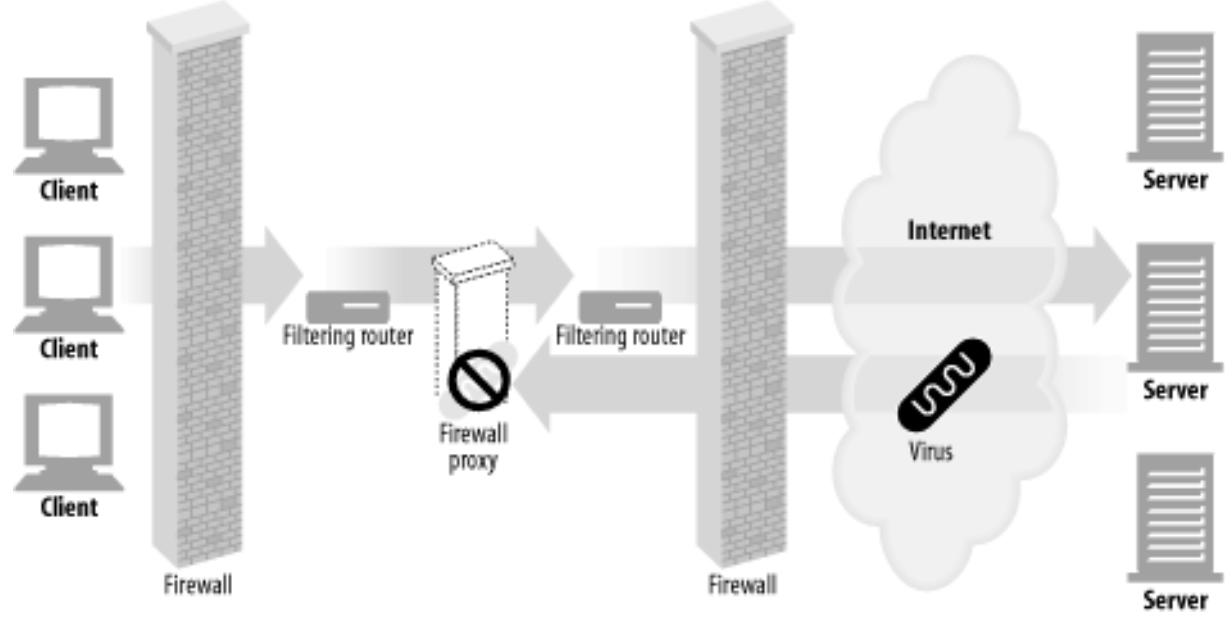 Client
Server
Internet
Client
Filtering router
Filtering router
Server
Firewall
proxy
Virus
Client
Firewall
Firewall
Server